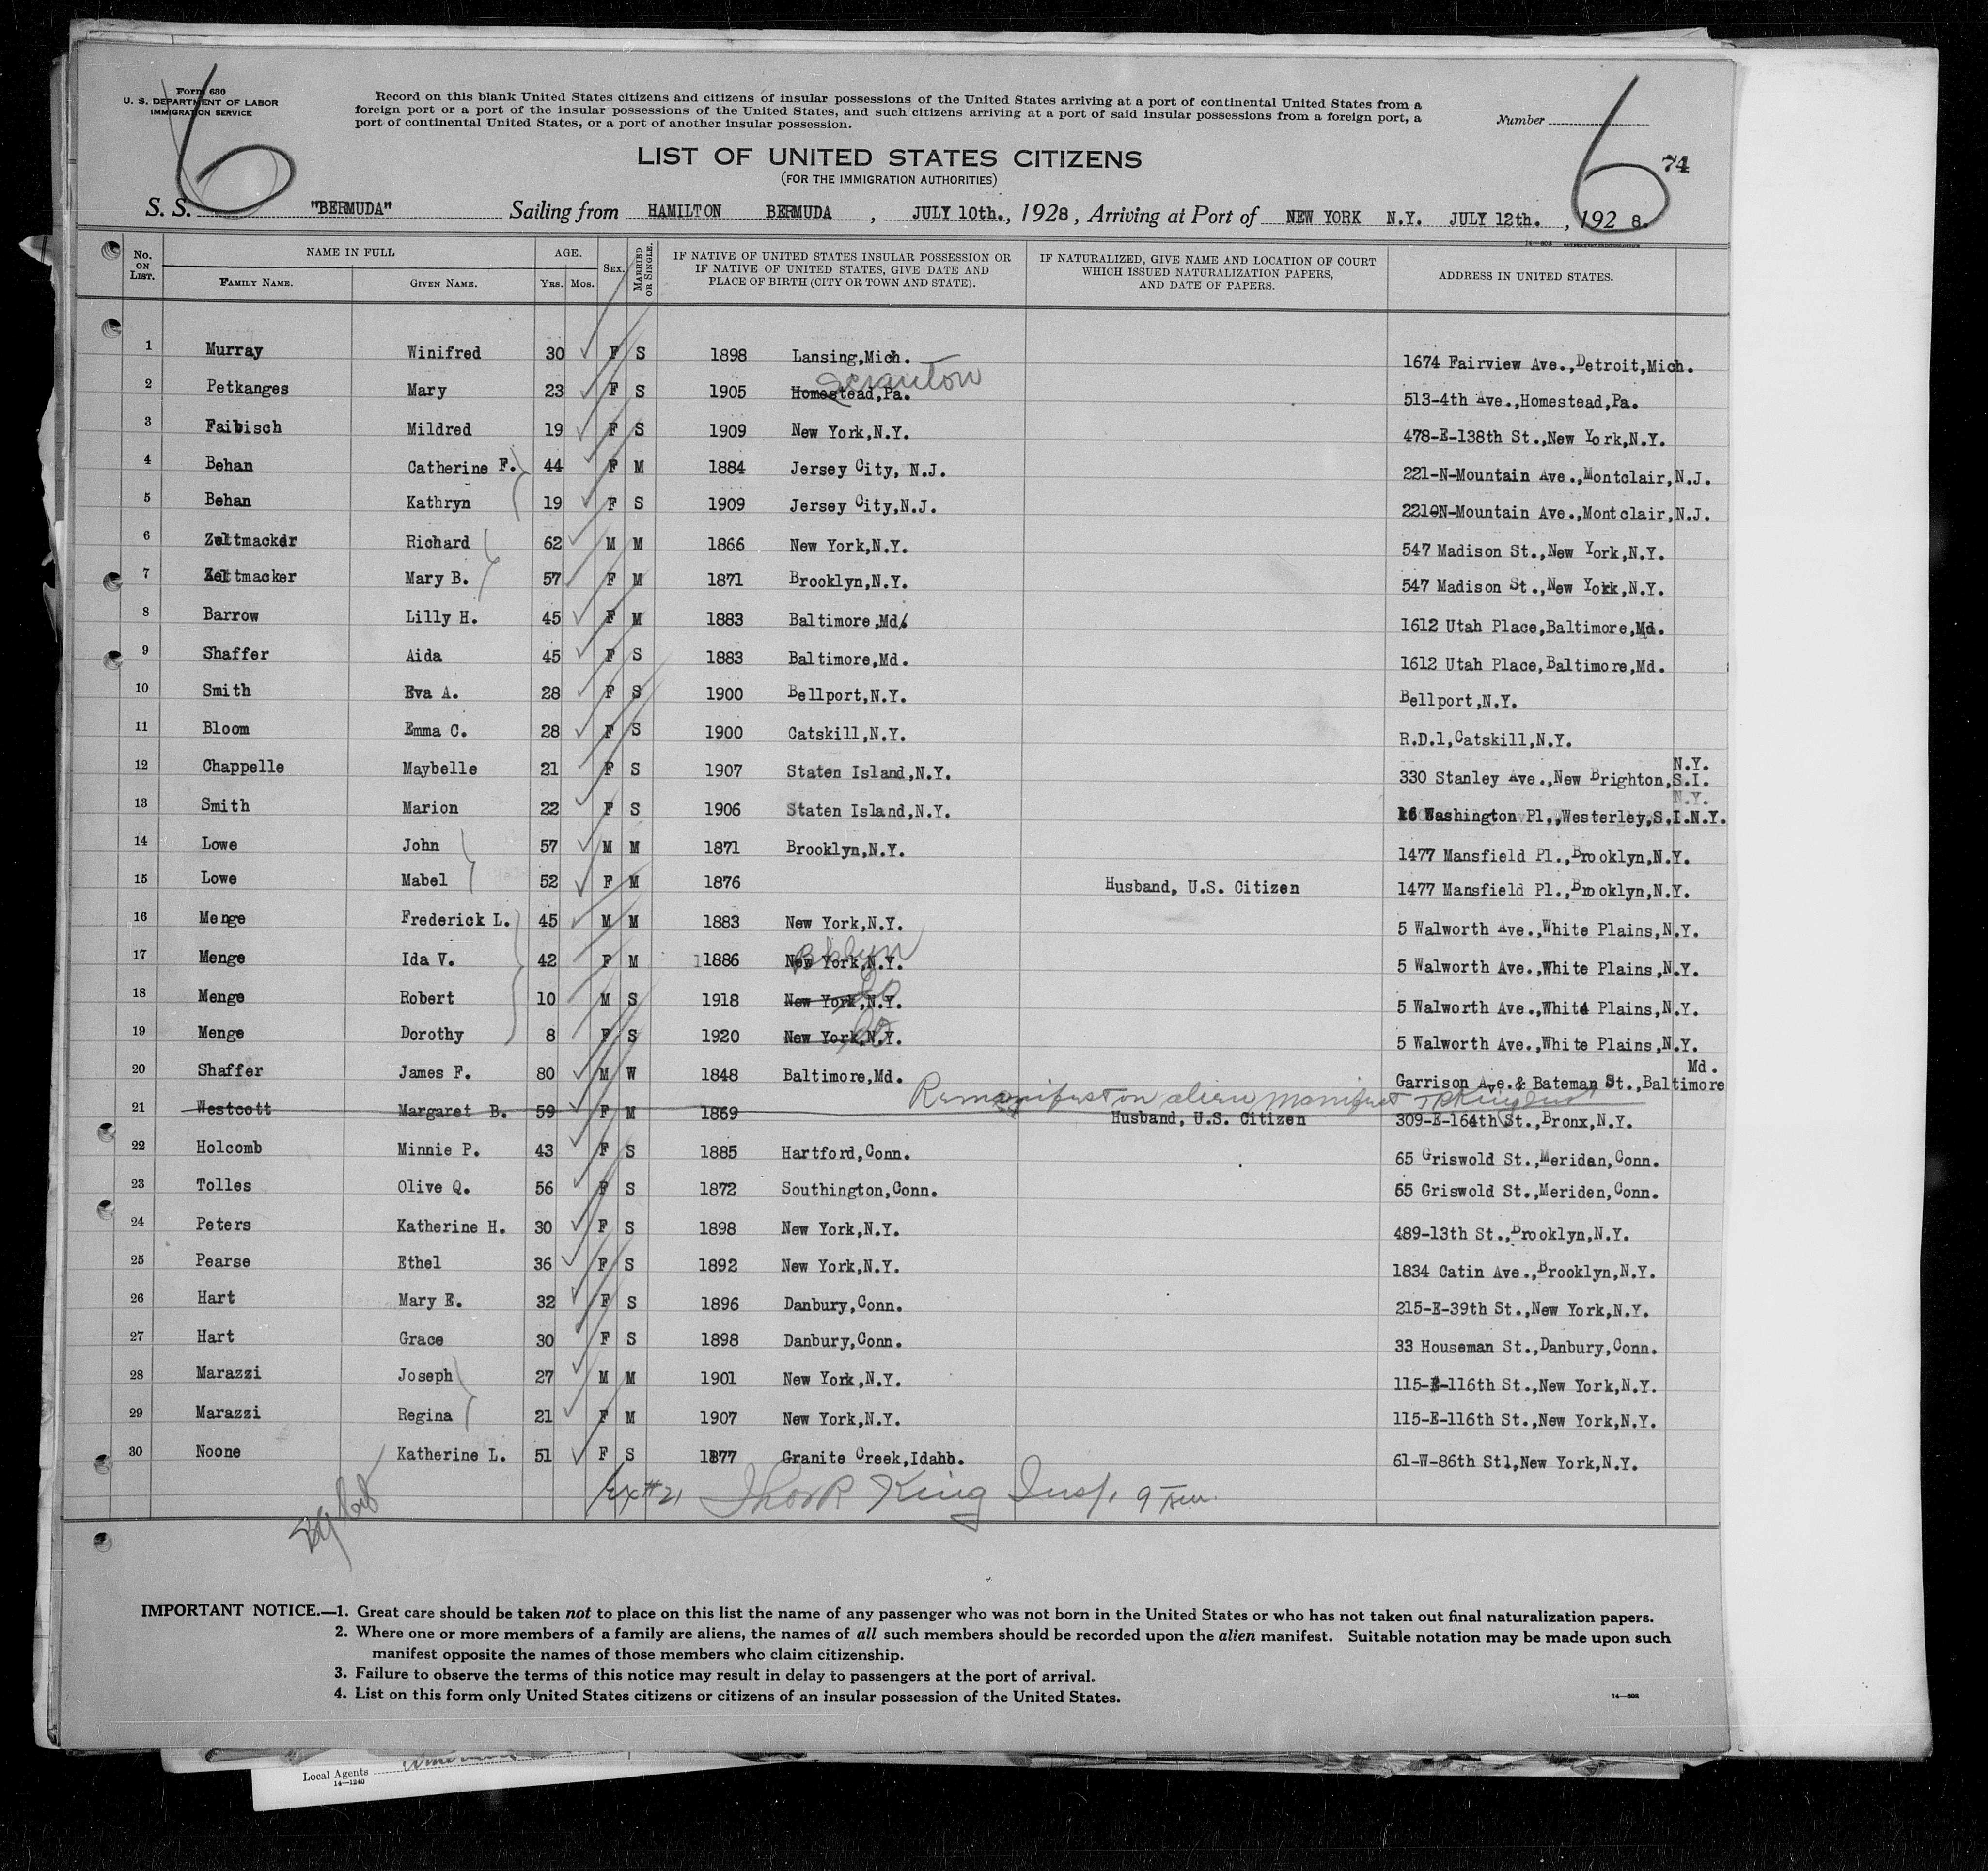 Form 630
U. S. DEPARTMENT OF LABOR
IMMIGRATION SERVICE
6
Record on this blank United States citizens and citizens of insular possessions of the United States arriving at a port of continental United States from a
foreign port or a port of the insular possessions of the United States, and such citizens arriving at a port of said insular possessions from a foreign port, a
port of continental United States, or a port of another insular possession.
Number
6
74
LIST OF UNITED STATES CITIZENS
(FOR THE IMMIGRATION AUTHORITIES)
S. S. "BERMUDA" Sailing from HAMILTON BERMUDA , JULY 10th., 1928, Arriving at Port of NEW YORK N.Y. JULY 12th. , 192 8.
No. ON LIST. NAME IN FULL AGE. SEX. MARRIED OR SINGLE. IF NATIVE OF UNITED STATES INSULAR POSSESSION OR IF NATIVE OF UNITED STATES, GIVE DATE AND PLACE OF BIRTH (CITY OR TOWN AND STATE). IF NATURALIZED, GIVE NAME AND LOCATION OF COURT WHICH ISSUED NATURALIZATION PAPERS, AND DATE OF PAPERS. ADDRESS IN UNITED STATES.
FAMILY NAME. GIVEN NAME. YRS. MOS.
1 Murray Winifred 30 F S 1898 Lansing,Mich. 1674 Fairview Ave.,Detroit,Mich.
Scranton
2 Petkanges Mary 23 F S 1905 Homestead,Pa. 513-4th Ave.,Homestead,Pa.
3 Faibisch Mildred 19 F S 1909 New York,N.Y. 478-E-138th St.,New York,N.Y.
4 Behan Catherine F. 44 F M 1884 Jersey City, N.J. 221-N-Mountain Ave.,Montclair,N.J.
5 Behan Kathryn 19 F S 1909 Jersey City,N.J. 2210N-Mountain Ave.,Montclair,N.J.
6 Richard 62 M M 1866 New York,N.Y. 547 Madison St.,New York,N.Y.
7 Mary B. 57 F M 1871 Brooklyn,N.Y. 547 Madison St.,New Yokk,N.Y.
8 Barrow Lilly H. 45 F M 1883 Baltimore,Md. 1612 Utah Place,Baltimore,Md.
9 Shaffer Aida 45 F S 1883 Baltimore,Md. 1612 Utah Place,Baltimore,Md.
10 Smith Eva A. 28 F S 1900 Bellport,N.Y. Bellport,N.Y.
11 Bloom Emma C. 28 F S 1900 Catskill,N.Y. R.D.1,Catskill,N.Y.
12 Chappelle Maybelle 21 F S 1907 Staten Island,N.Y. 330 Stanley Ave.,New Brighton,S.I. N.Y.
13 Smith Marion 22 F S 1906 Staten Island,N.Y. 16 Washington Pl.,Westerley,S.I.N.Y.
14 Lowe John 57 M M 1871 Brooklyn,N.Y. 1477 Mansfield Pl.,Brooklyn,N.Y.
15 Lowe Mabel 52 F M 1876 Husband, U.S. Citizen 1477 Mansfield Pl.,Brooklyn,N.Y.
16 Menge Frederick L. 45 M M 1883 New York,N.Y. 5 Walworth Ave.,White Plains,N.Y.
Bklyn
17 Menge Ida V. 42 F M 1886 New York,N.Y. 5 Walworth Ave.,White Plains,N.Y.
do
18 Menge Robert 10 M S 1918 New York,N.Y. 5 Walworth Ave.,White Plains,N.Y.
do
19 Menge Dorothy 8 F S 1920 New York,N.Y. 5 Walworth Ave.,White Plains,N.Y.
20 Shaffer James F. 80 M W 1848 Baltimore,Md. Garrison Ave.& Bateman St.,Baltimore Md.
Remanifest on alien manifest
21 Westcott Margaret B. 59 F M 1869 Husband, U.S. Citizen 309-E-164th St.,Bronx,N.Y.
22 Holcomb Minnie P. 43 F S 1885 Hartford,Conn. 65 Griswold St.,Meriden,Conn.
23 Tolles Olive Q. 56 F S 1872 Southington,Conn. 65 Griswold St.,Meriden,Conn.
24 Peters Katherine H. 30 F S 1898 New York,N.Y. 489-13th St.,Brooklyn,N.Y.
25 Pearse Ethel 36 F S 1892 New York,N.Y. 1834 Catin Ave.,Brooklyn,N.Y.
26 Hart Mary E. 32 F S 1896 Danbury,Conn. 215-E-39th St.,New York,N.Y.
27 Hart Grace 30 F S 1898 Danbury,Conn. 33 Houseman St.,Danbury,Conn.
28 Marazzi Joseph 27 M M 1901 New York,N.Y. 115-E-116th St.,New York,N.Y.
29 Marazzi Regina 21 F M 1907 New York,N.Y. 115-E-116th St.,New York,N.Y.
30 Noone Katherine L. 51 F S 1877 Granite Creek,Idahb. 61-W-86th Stl,New York,N.Y.
Ex #21 Thos R King Insp.
IMPORTANT NOTICE.—1. Great care should be taken not to place on this list the name of any passenger who was not born in the United States or who has not taken out final naturalization papers.
2. Where one or more members of a family are aliens, the names of all such members should be recorded upon the alien manifest. Suitable notation may be made upon such
manifest opposite the names of those members who claim citizenship.
3. Failure to observe the terms of this notice may result in delay to passengers at the port of arrival.
4. List on this form only United States citizens or citizens of an insular possession of the United States.
Local Agents
14—1240